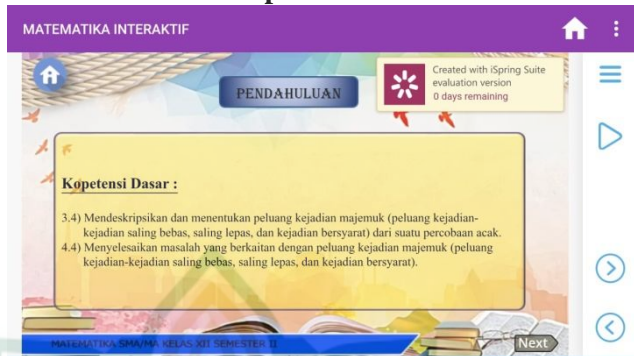 MATEMATIKA INTERAKTIF
PENDAHULUAN
Created with iSpring Suite
evaluation version
0 days remaining
Kopetensi Dasar :
3.4) Mendeskripsikan dan menentukan peluang kejadian majemuk (peluang kejadian-
kejadian saling bebas, saling lepas, dan kejadian bersyarat) dari suatu percobaan acak.
4.4) Menyelesaikan masalah yang berkaitan dengan peluang kejadian majemuk (peluang
kejadian-kejadian saling bebas, saling lepas, dan kejadian bersyarat).
MATEMATIKA SMA/MA KELAS XII SEMESTER II
Next